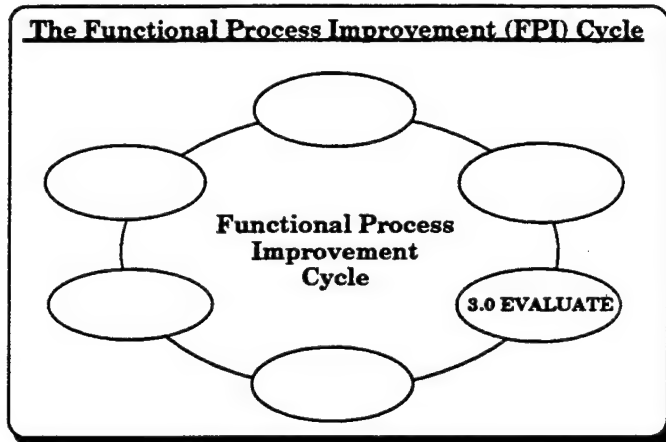 The Functional Process Improvement (FPI) Cycle
Functional Process
Improvement
Cycle
3.0 EVALUATE